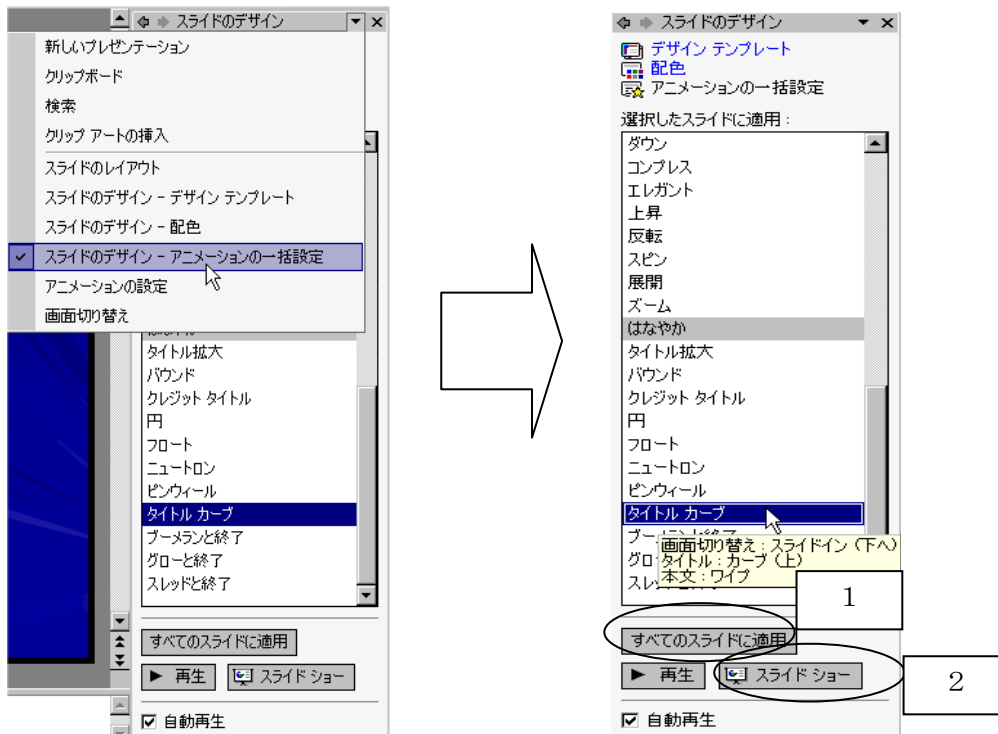 スライドのデザイン
新しいプレゼンテーション
クリップボード
検索
クリップ アートの挿入
スライドのレイアウト
スライドのデザイン - デザイン テンプレート
スライドのデザイン - 配色
スライドのデザイン - アニメーションの一括設定
アニメーションの設定
画面切り替え
タイトル拡大
バウンド
クレジット タイトル
円
フロート
ニュートロン
ピンウィール
タイトル カーブ
ブーメランと終了
グローと終了
スレッドと終了
すべてのスライドに適用
再生
スライド ショー
自動再生
スライドのデザイン
デザイン テンプレート
配色
アニメーションの一括設定
選択したスライドに適用:
ダウン
コンプレス
エレガント
上昇
反転
スピン
展開
ズーム
はなやか
タイトル拡大
バウンド
クレジット タイトル
円
フロート
ニュートロン
ピンウィール
タイトル カーブ
ブー
グロ
スレ
画面切り替え:スライドイン (下へ)
タイトル:カーブ (上)
本文:ワイプ
1
すべてのスライドに適用
再生
スライド ショー
2
自動再生